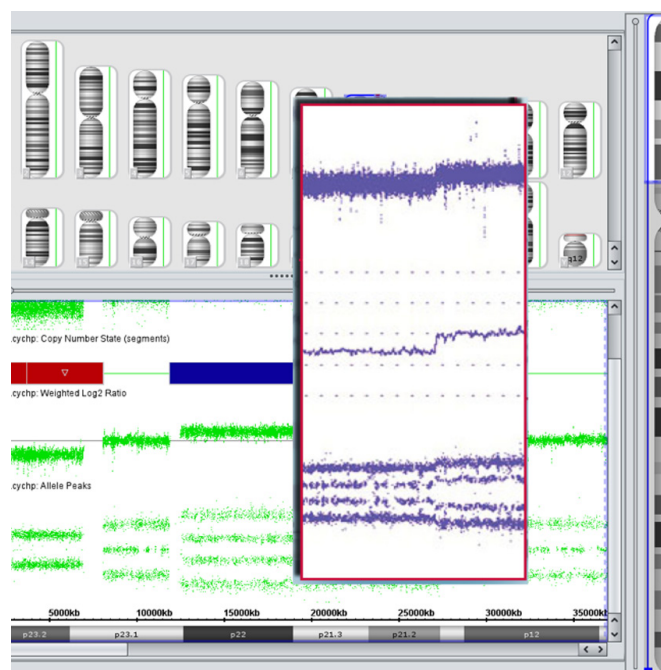 q12
.cychp: Copy Number State (segments)
.cychp: Weighted Log2 Ratio
.cychp: Allele Peaks
5000kb 10000kb 15000kb 20000kb 25000kb 30000kb 35000kb
p23.2 p23.1 p22 p21.3 p21.2 p12